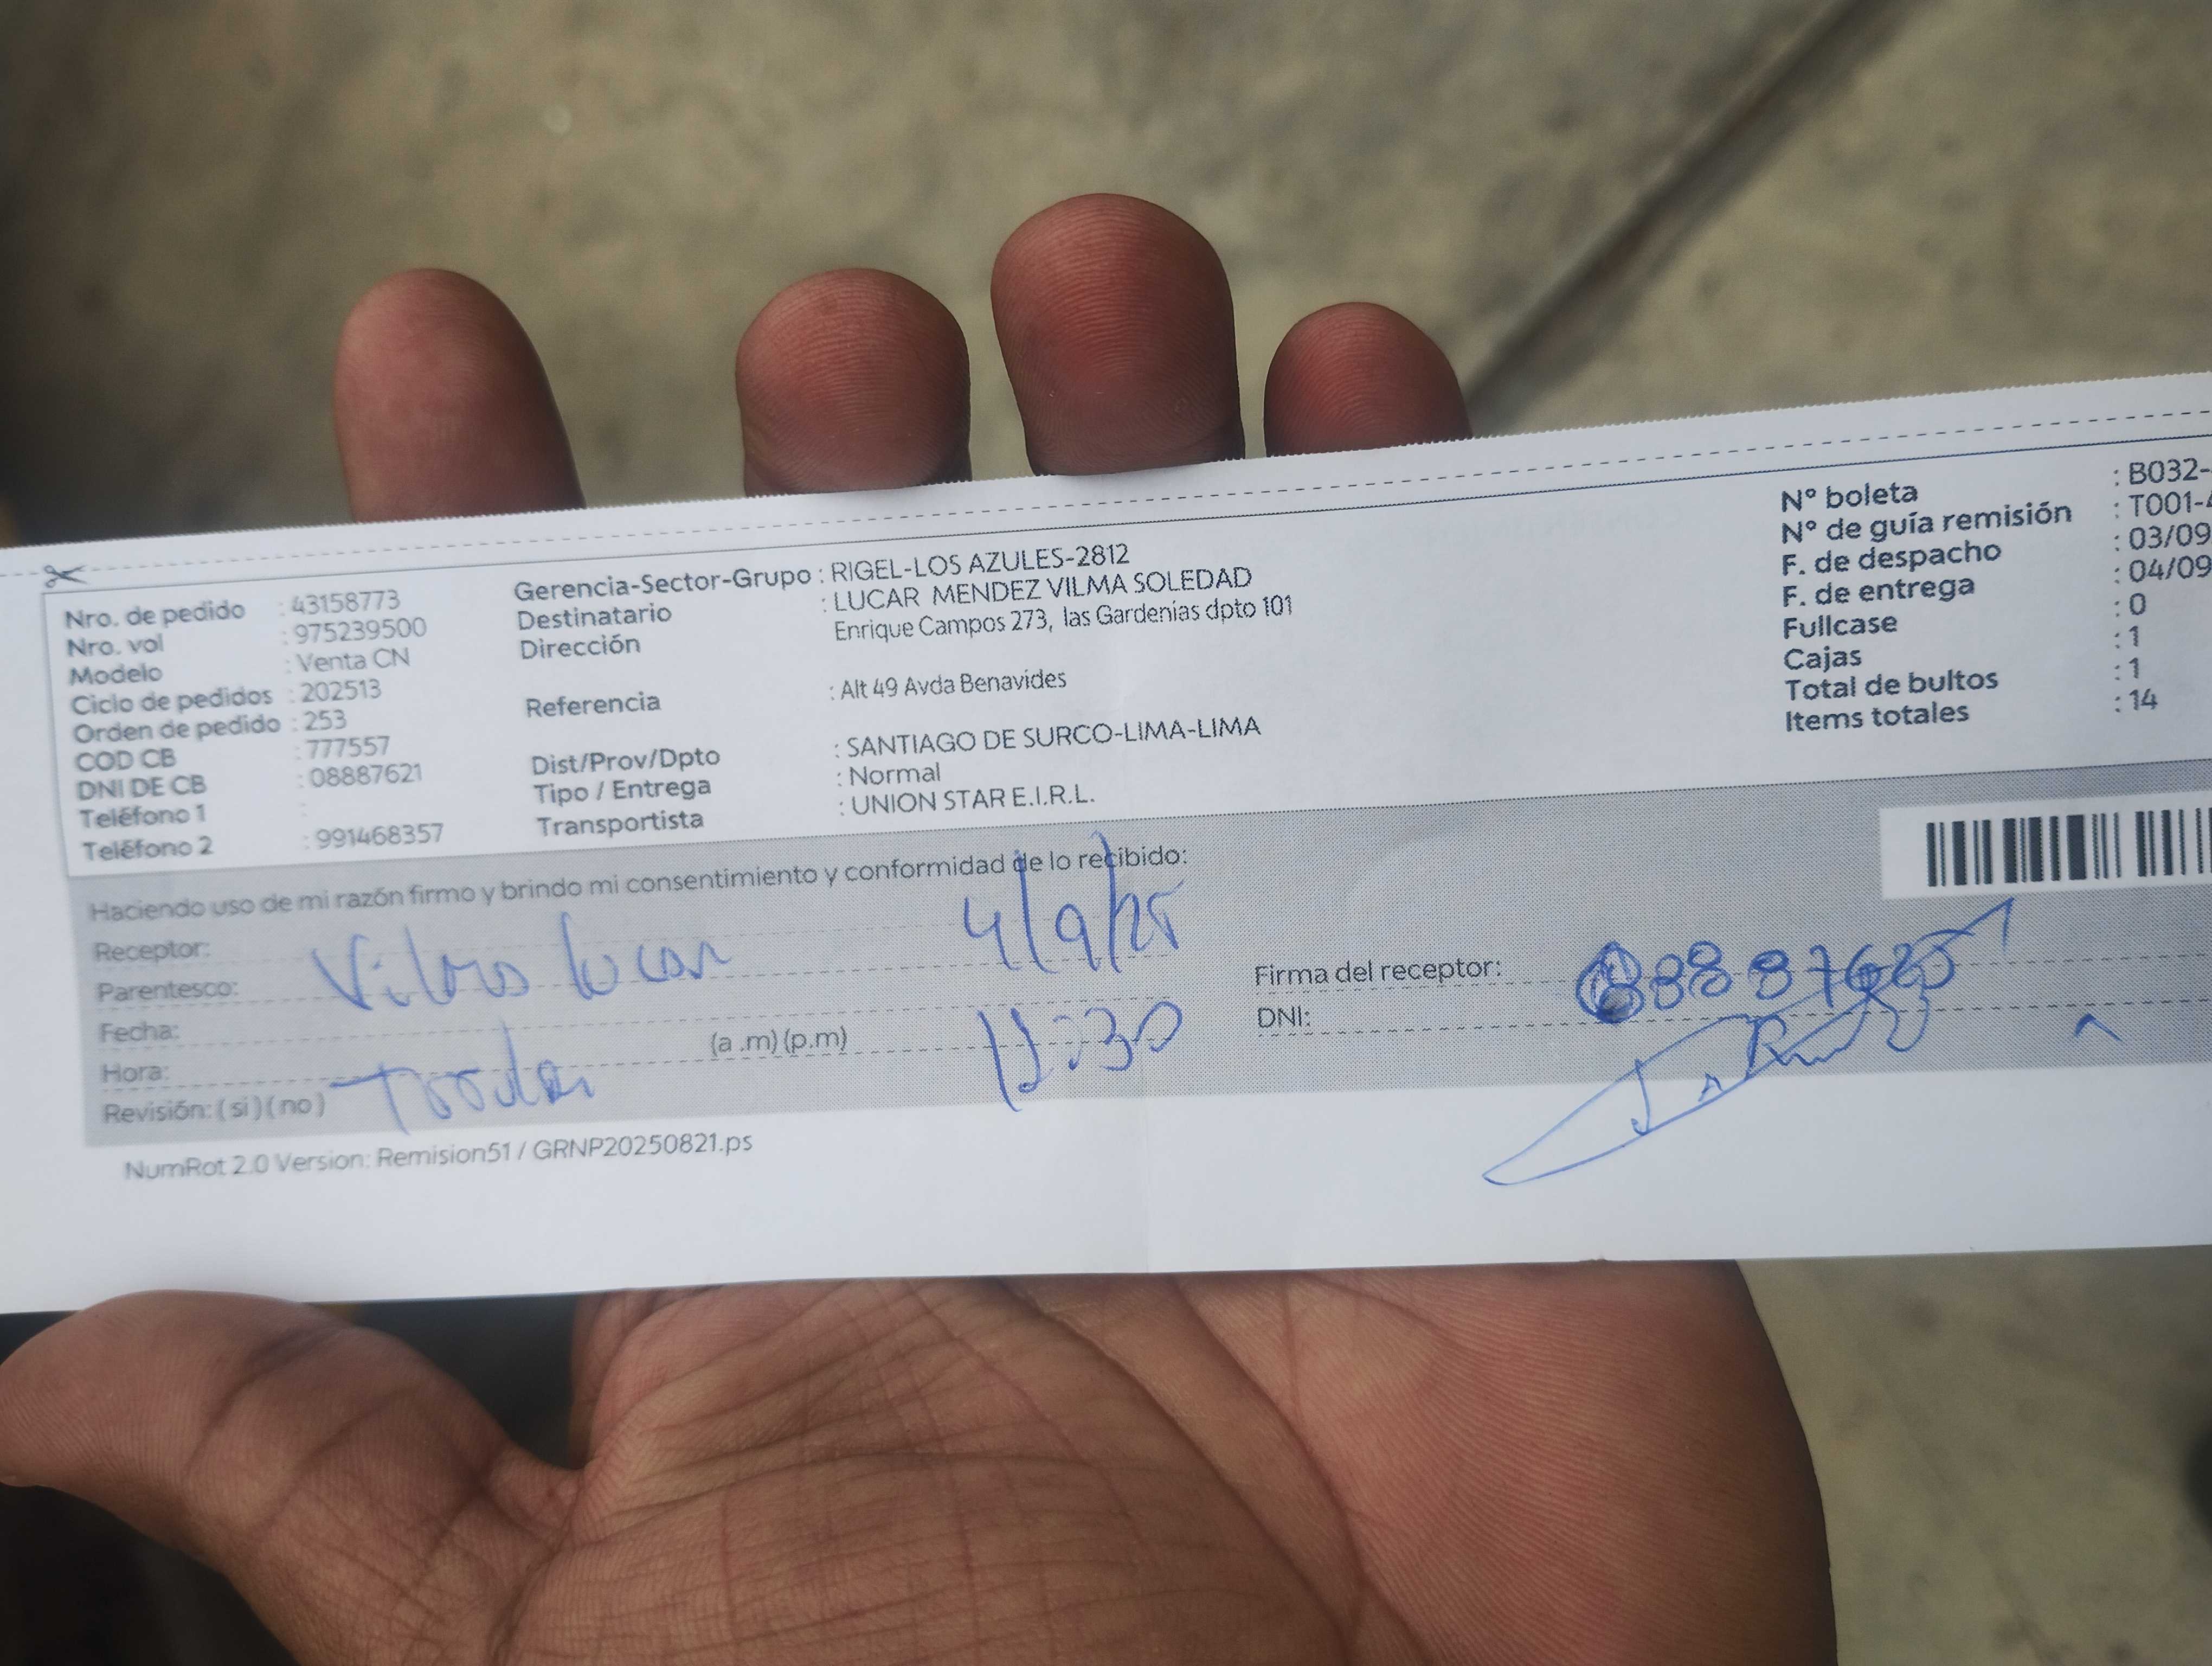 Nro. de pedido : 43158773
Nro. vol : 975239500
Modelo : Venta CN
Ciclo de pedidos : 202513
Orden de pedido : 253
COD CB : 777557
DNI DE CB : 08887621
Teléfono 1 :
Teléfono 2 : 991468357
Gerencia-Sector-Grupo : RIGEL-LOS AZULES-2812
Destinatario : LUCAR MENDEZ VILMA SOLEDAD
Dirección Enrique Campos 273, las Gardenias dpto 101
Referencia : Alt 49 Avda Benavides
Dist/Prov/Dpto : SANTIAGO DE SURCO-LIMA-LIMA
Tipo / Entrega : Normal
Transportista : UNION STAR E.I.R.L.
N° boleta : B032-
N° de guía remisión : T001-
F. de despacho : 03/09
F. de entrega : 04/09
Fullcase : 0
Cajas : 1
Total de bultos : 1
Items totales : 14
Haciendo uso de mi razón firmo y brindo mi consentimiento y conformidad de lo recibido:
Receptor:
Parentesco: Vilma Lucar 4/9/25
Fecha:
Hora: (a .m) (p.m)
Revisión: ( si ) ( no )
Firma del receptor:
DNI:
NumRot 2.0 Version: Remision51 / GRNP20250821.ps